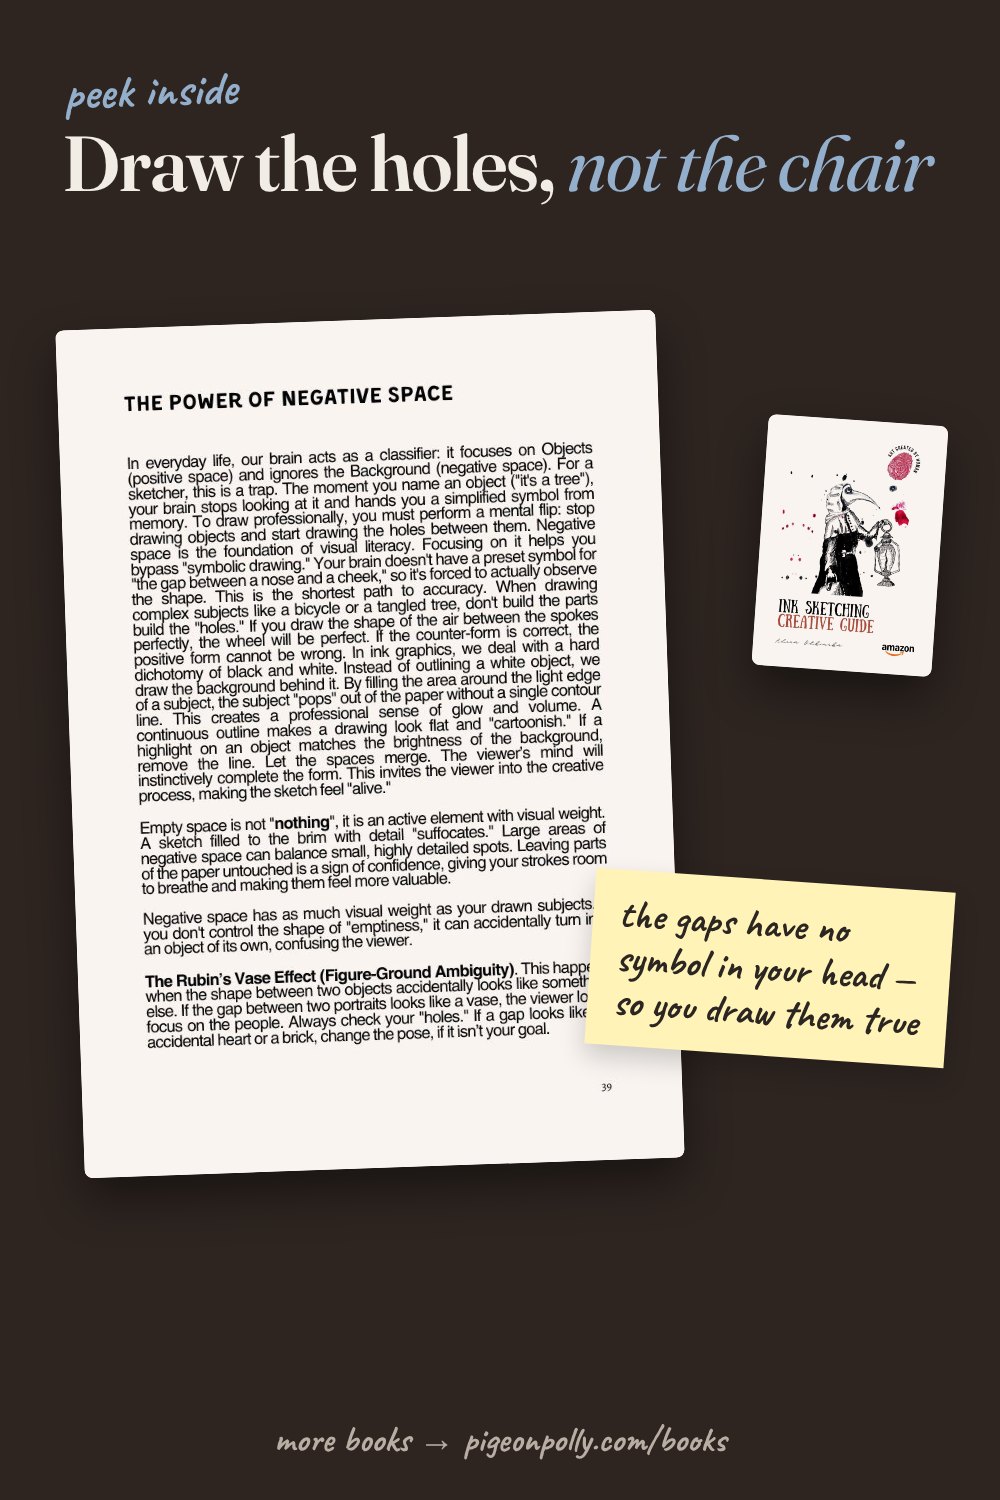 peek inside
Draw the holes, not the chair
THE POWER OF NEGATIVE SPACE
In everyday life, our brain acts as a classifier: it focuses on Objects
(positive space) and ignores the Background (negative space). For a
sketcher, this is a trap. The moment you name an object ("it's a tree"),
your brain stops looking at it and hands you a simplified symbol from
memory. To draw professionally, you must perform a mental flip: stop
drawing objects and start drawing the holes between them. Negative
space is the foundation of visual literacy. Focusing on it helps you
bypass "symbolic drawing." Your brain doesn't have a preset symbol for
"the gap between a nose and a cheek," so it's forced to actually observe
the shape. This is the shortest path to accuracy. When drawing
complex subjects like a bicycle or a tangled tree, don't build the parts
build the "holes." If you draw the shape of the air between the spokes
perfectly, the wheel will be perfect. If the counter-form is correct, the
positive form cannot be wrong. In ink graphics, we deal with a hard
dichotomy of black and white. Instead of outlining a white object, we
draw the background behind it. By filling the area around the light edge
of a subject, the subject "pops" out of the paper without a single contour
line. This creates a professional sense of glow and volume. A
continuous outline makes a drawing look flat and "cartoonish." If a
highlight on an object matches the brightness of the background,
remove the line. Let the spaces merge. The viewer's mind will
instinctively complete the form. This invites the viewer into the creative
process, making the sketch feel "alive."
Empty space is not "nothing", it is an active element with visual weight.
A sketch filled to the brim with detail "suffocates." Large areas of
negative space can balance small, highly detailed spots. Leaving parts
of the paper untouched is a sign of confidence, giving your strokes room
to breathe and making them feel more valuable.
Negative space has as much visual weight as your drawn subjects.
you don't control the shape of "emptiness," it can accidentally turn in
an object of its own, confusing the viewer.
The Rubin's Vase Effect (Figure-Ground Ambiguity). This happe
when the shape between two objects accidentally looks like someth
else. If the gap between two portraits looks like a vase, the viewer lo
focus on the people. Always check your "holes." If a gap looks like
accidental heart or a brick, change the pose, if it isn't your goal.
39
the gaps have no
symbol in your head —
so you draw them true
INK SKETCHING
CREATIVE GUIDE
amazon
more books → pigeonpolly.com/books